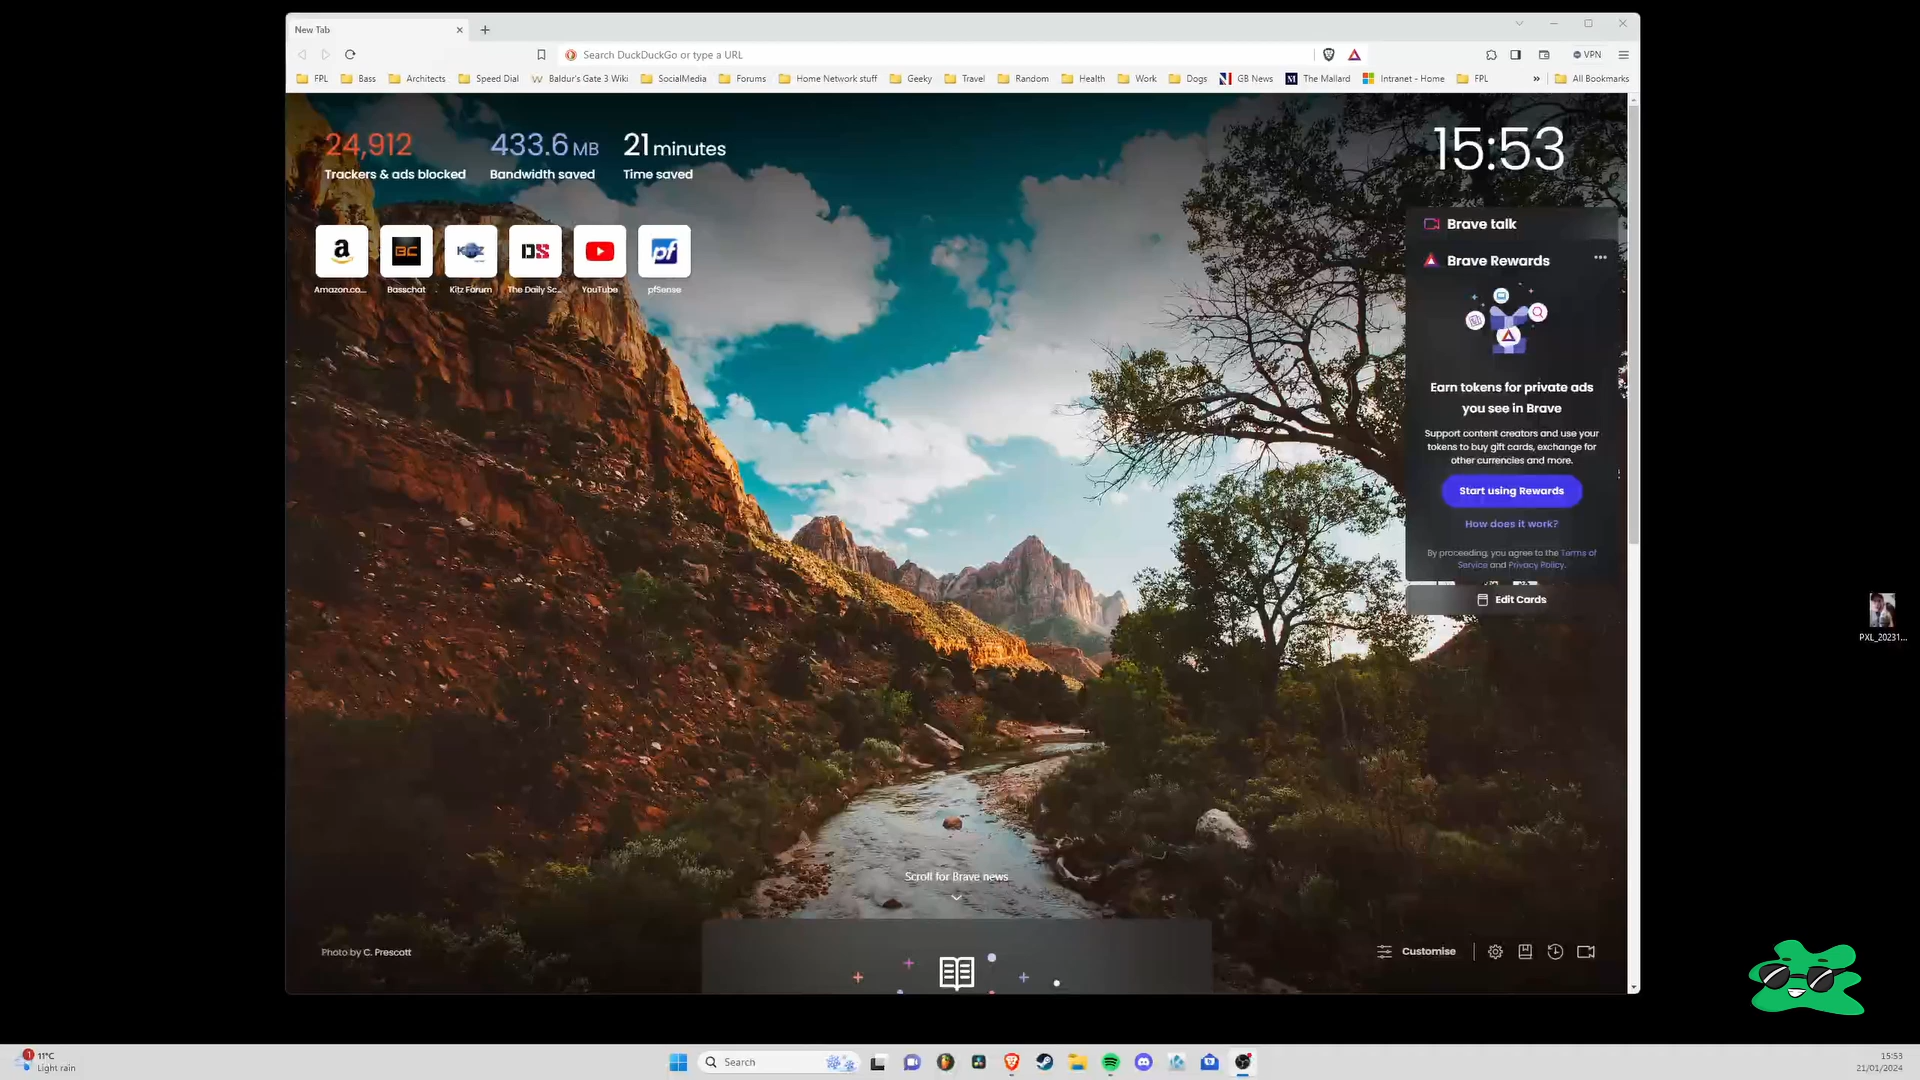 New Tab
Search DuckDuckGo or type a URL
VPN
FPL
Bass
Architects
Speed Dial
Baldur's Gate 3 Wiki
SocialMedia
Forums
Home Network stuff
Geeky
Travel
Random
Health
Work
Dogs
GB News
M
The Mallard
Intranet - Home
FPL
»
All Bookmarks
24,912
Trackers & ads blocked
433.6 MB
Bandwidth saved
21 minutes
Time saved
15:53
a
BC
KITZ
DS
pf
Amazon.co...
Basschat
Kitz Forum
The Daily Sc...
YouTube
pfSense
Brave talk
Brave Rewards
Earn tokens for private ads
you see in Brave
Support content creators and use your
tokens to buy gift cards, exchange for
other currencies and more.
Start using Rewards
How does it work?
By proceeding, you agree to the Terms of
Service and Privacy Policy.
Edit Cards
PXL_20231...
Scroll for Brave news
Photo by C. Prescott
Customise
1
11°C
Light rain
Search
15:53
21/01/2024